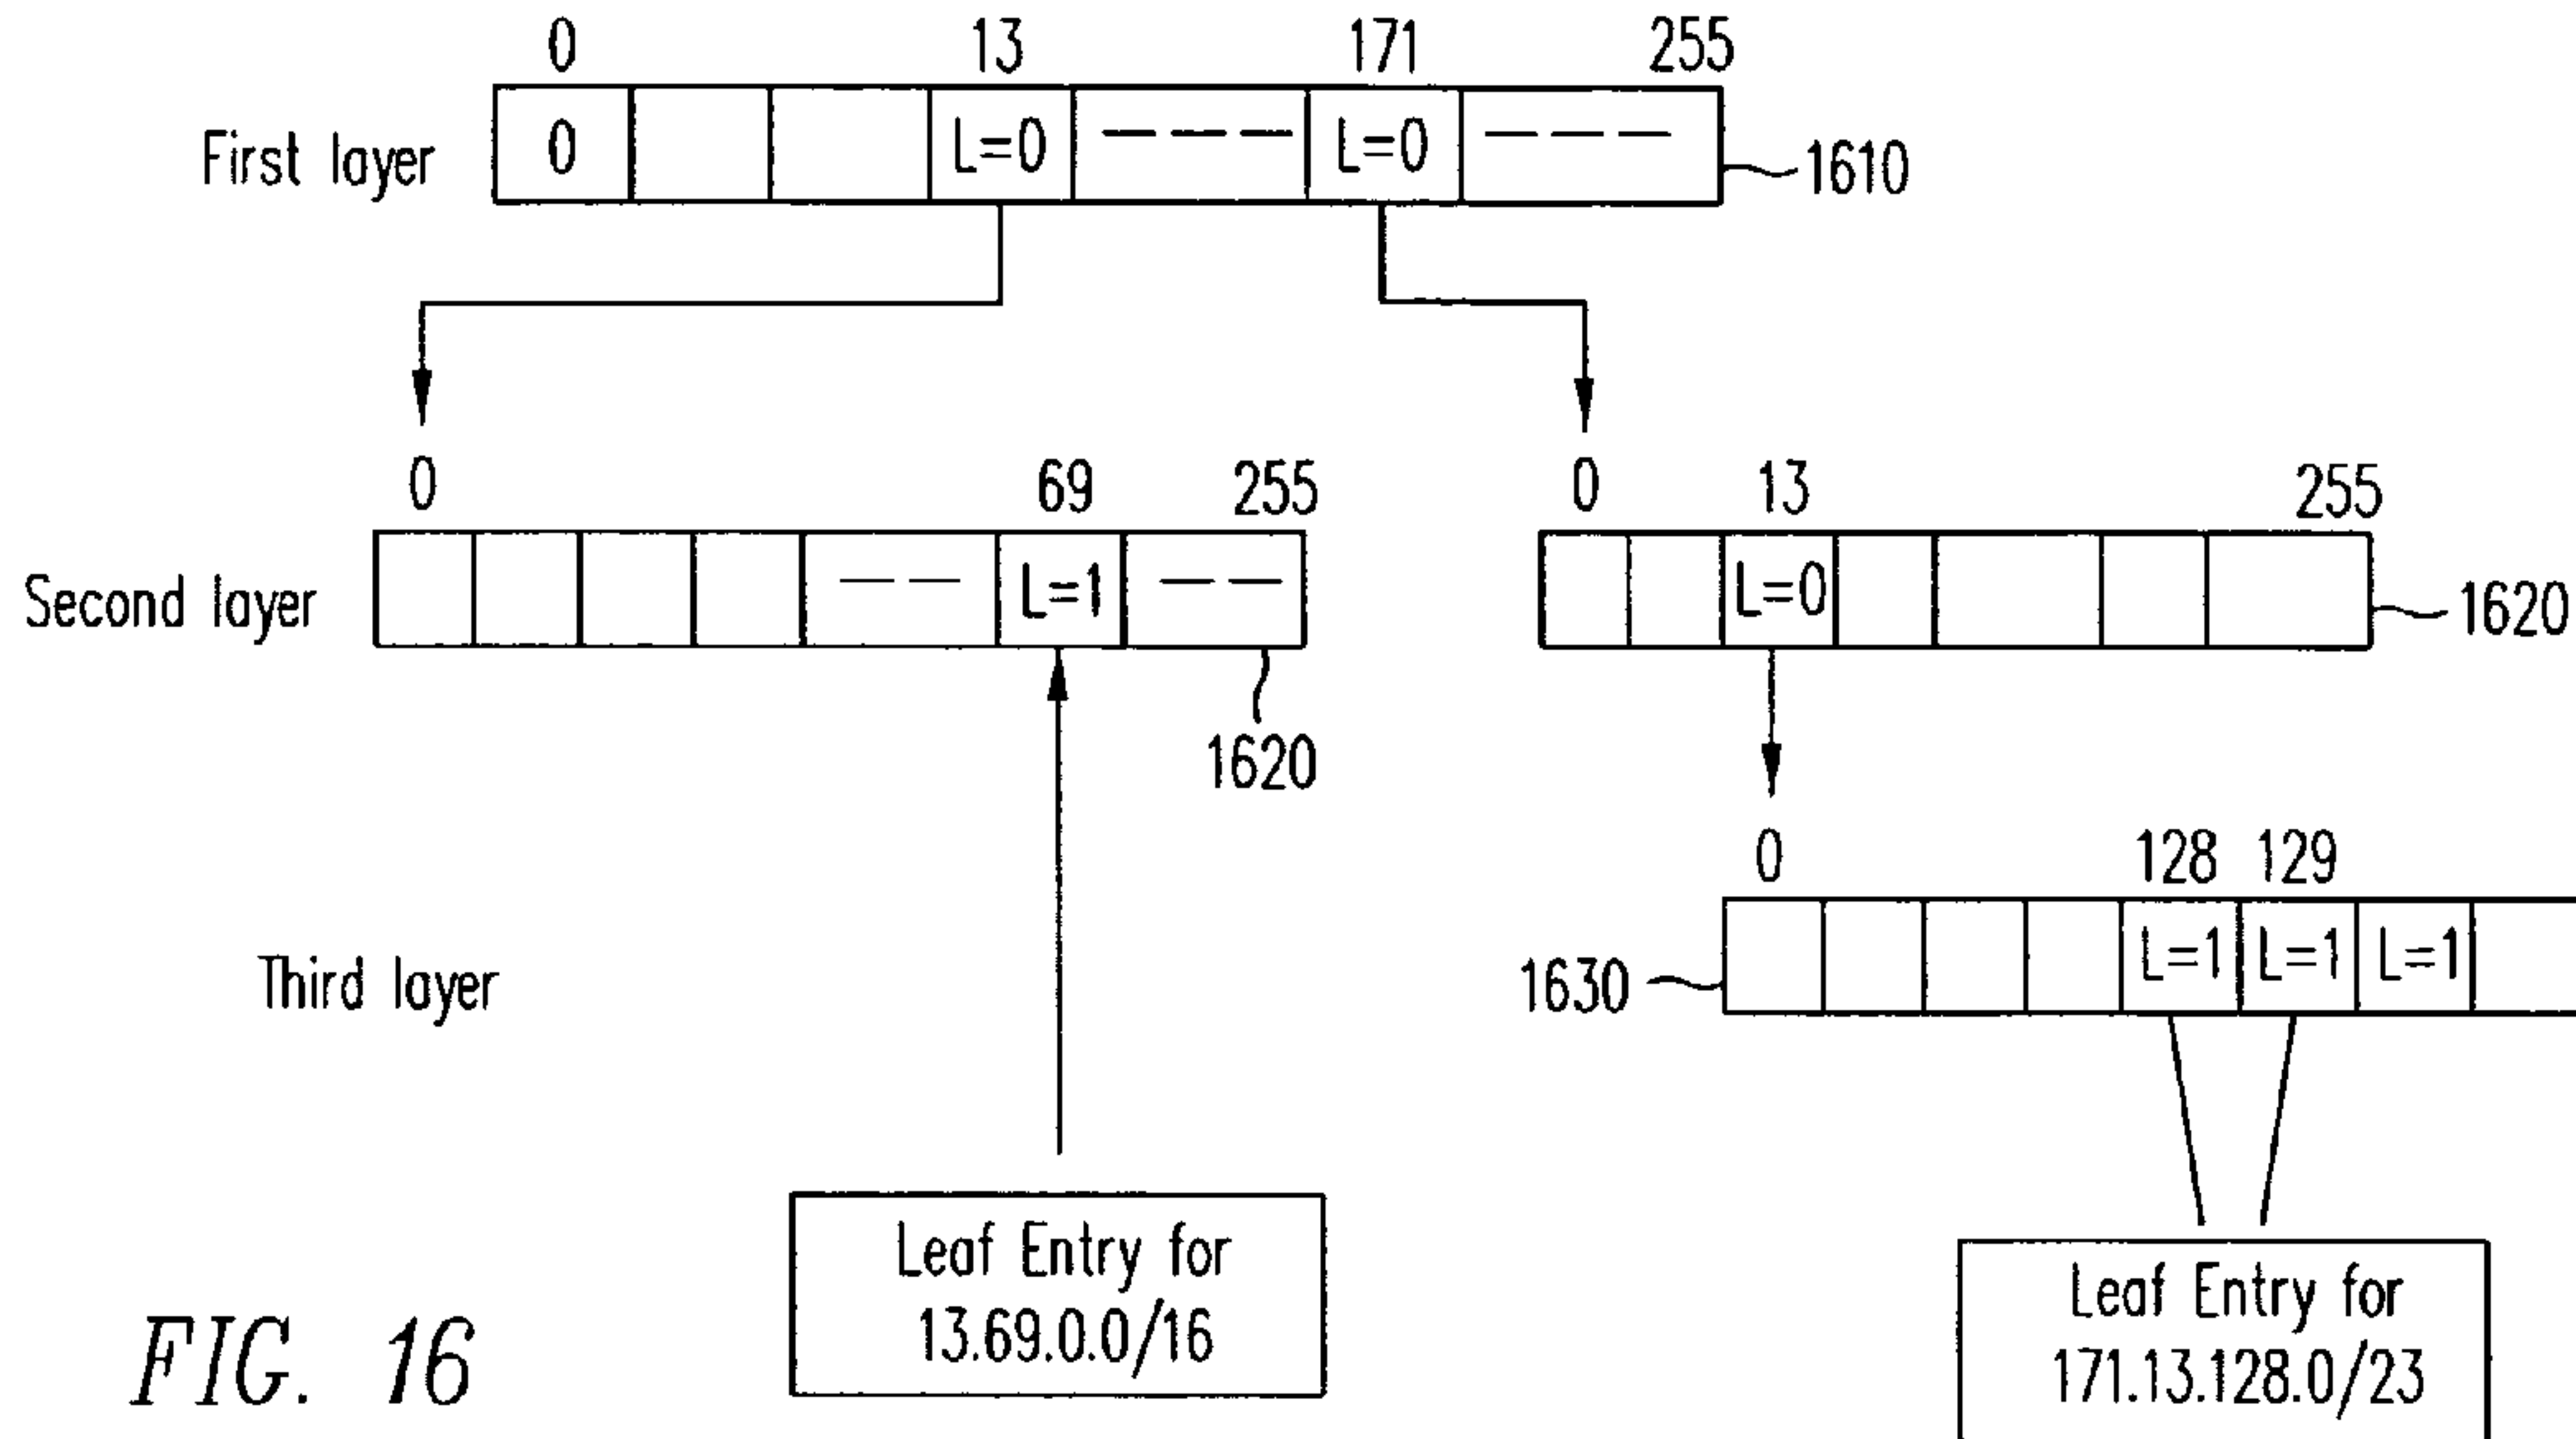 0 13 171 255
First layer 0 L=0 — — — L=0 — — — 1610
0 69 255 0 13 255
Second layer — — L=1 — — L=0 1620
1620
0 128 129
Third layer 1630 L=1 L=1 L=1
Leaf Entry for
13.69.0.0/16
Leaf Entry for
171.13.128.0/23
FIG. 16